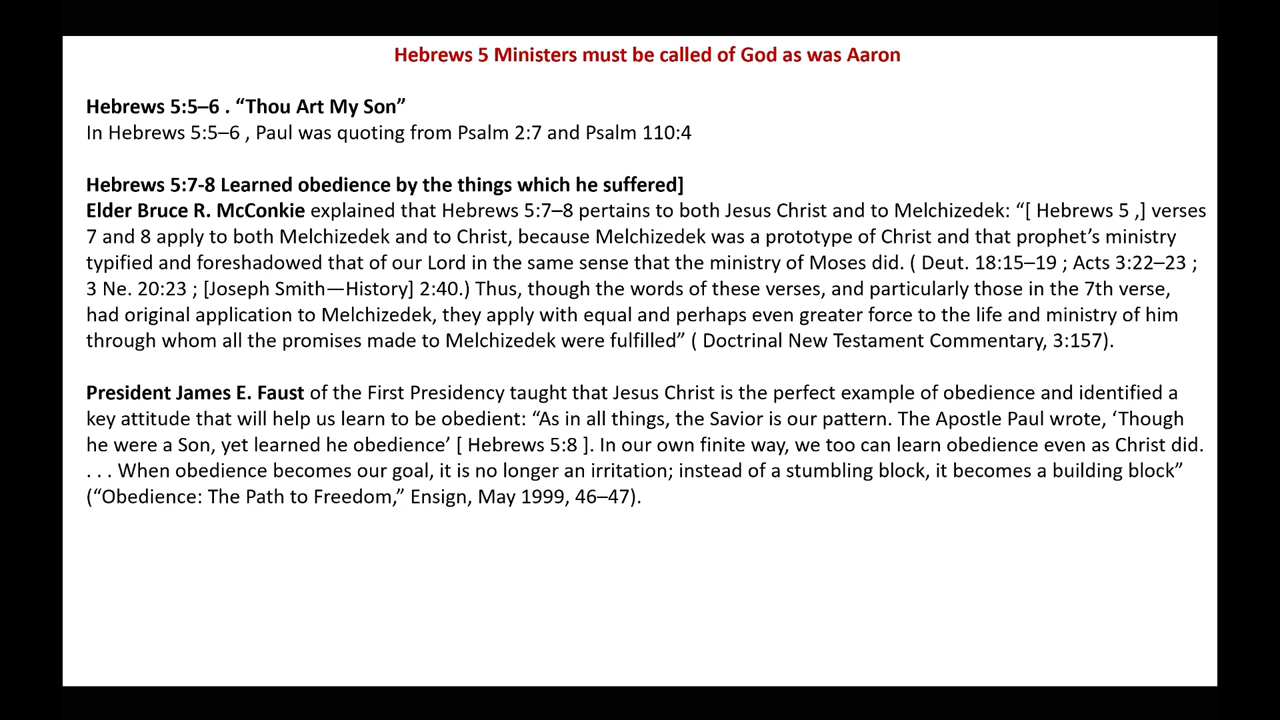 Hebrews 5 Ministers must be called of God as was Aaron
Hebrews 5:5–6 . “Thou Art My Son”
In Hebrews 5:5–6 , Paul was quoting from Psalm 2:7 and Psalm 110:4
Hebrews 5:7-8 Learned obedience by the things which he suffered]
Elder Bruce R. McConkie explained that Hebrews 5:7–8 pertains to both Jesus Christ and to Melchizedek: “[ Hebrews 5 ,] verses
7 and 8 apply to both Melchizedek and to Christ, because Melchizedek was a prototype of Christ and that prophet’s ministry
typified and foreshadowed that of our Lord in the same sense that the ministry of Moses did. ( Deut. 18:15–19 ; Acts 3:22–23 ;
3 Ne. 20:23 ; [Joseph Smith—History] 2:40.) Thus, though the words of these verses, and particularly those in the 7th verse,
had original application to Melchizedek, they apply with equal and perhaps even greater force to the life and ministry of him
through whom all the promises made to Melchizedek were fulfilled” ( Doctrinal New Testament Commentary, 3:157).
President James E. Faust of the First Presidency taught that Jesus Christ is the perfect example of obedience and identified a
key attitude that will help us learn to be obedient: “As in all things, the Savior is our pattern. The Apostle Paul wrote, ‘Though
he were a Son, yet learned he obedience’ [ Hebrews 5:8 ]. In our own finite way, we too can learn obedience even as Christ did.
. . . When obedience becomes our goal, it is no longer an irritation; instead of a stumbling block, it becomes a building block”
(“Obedience: The Path to Freedom,” Ensign, May 1999, 46–47).